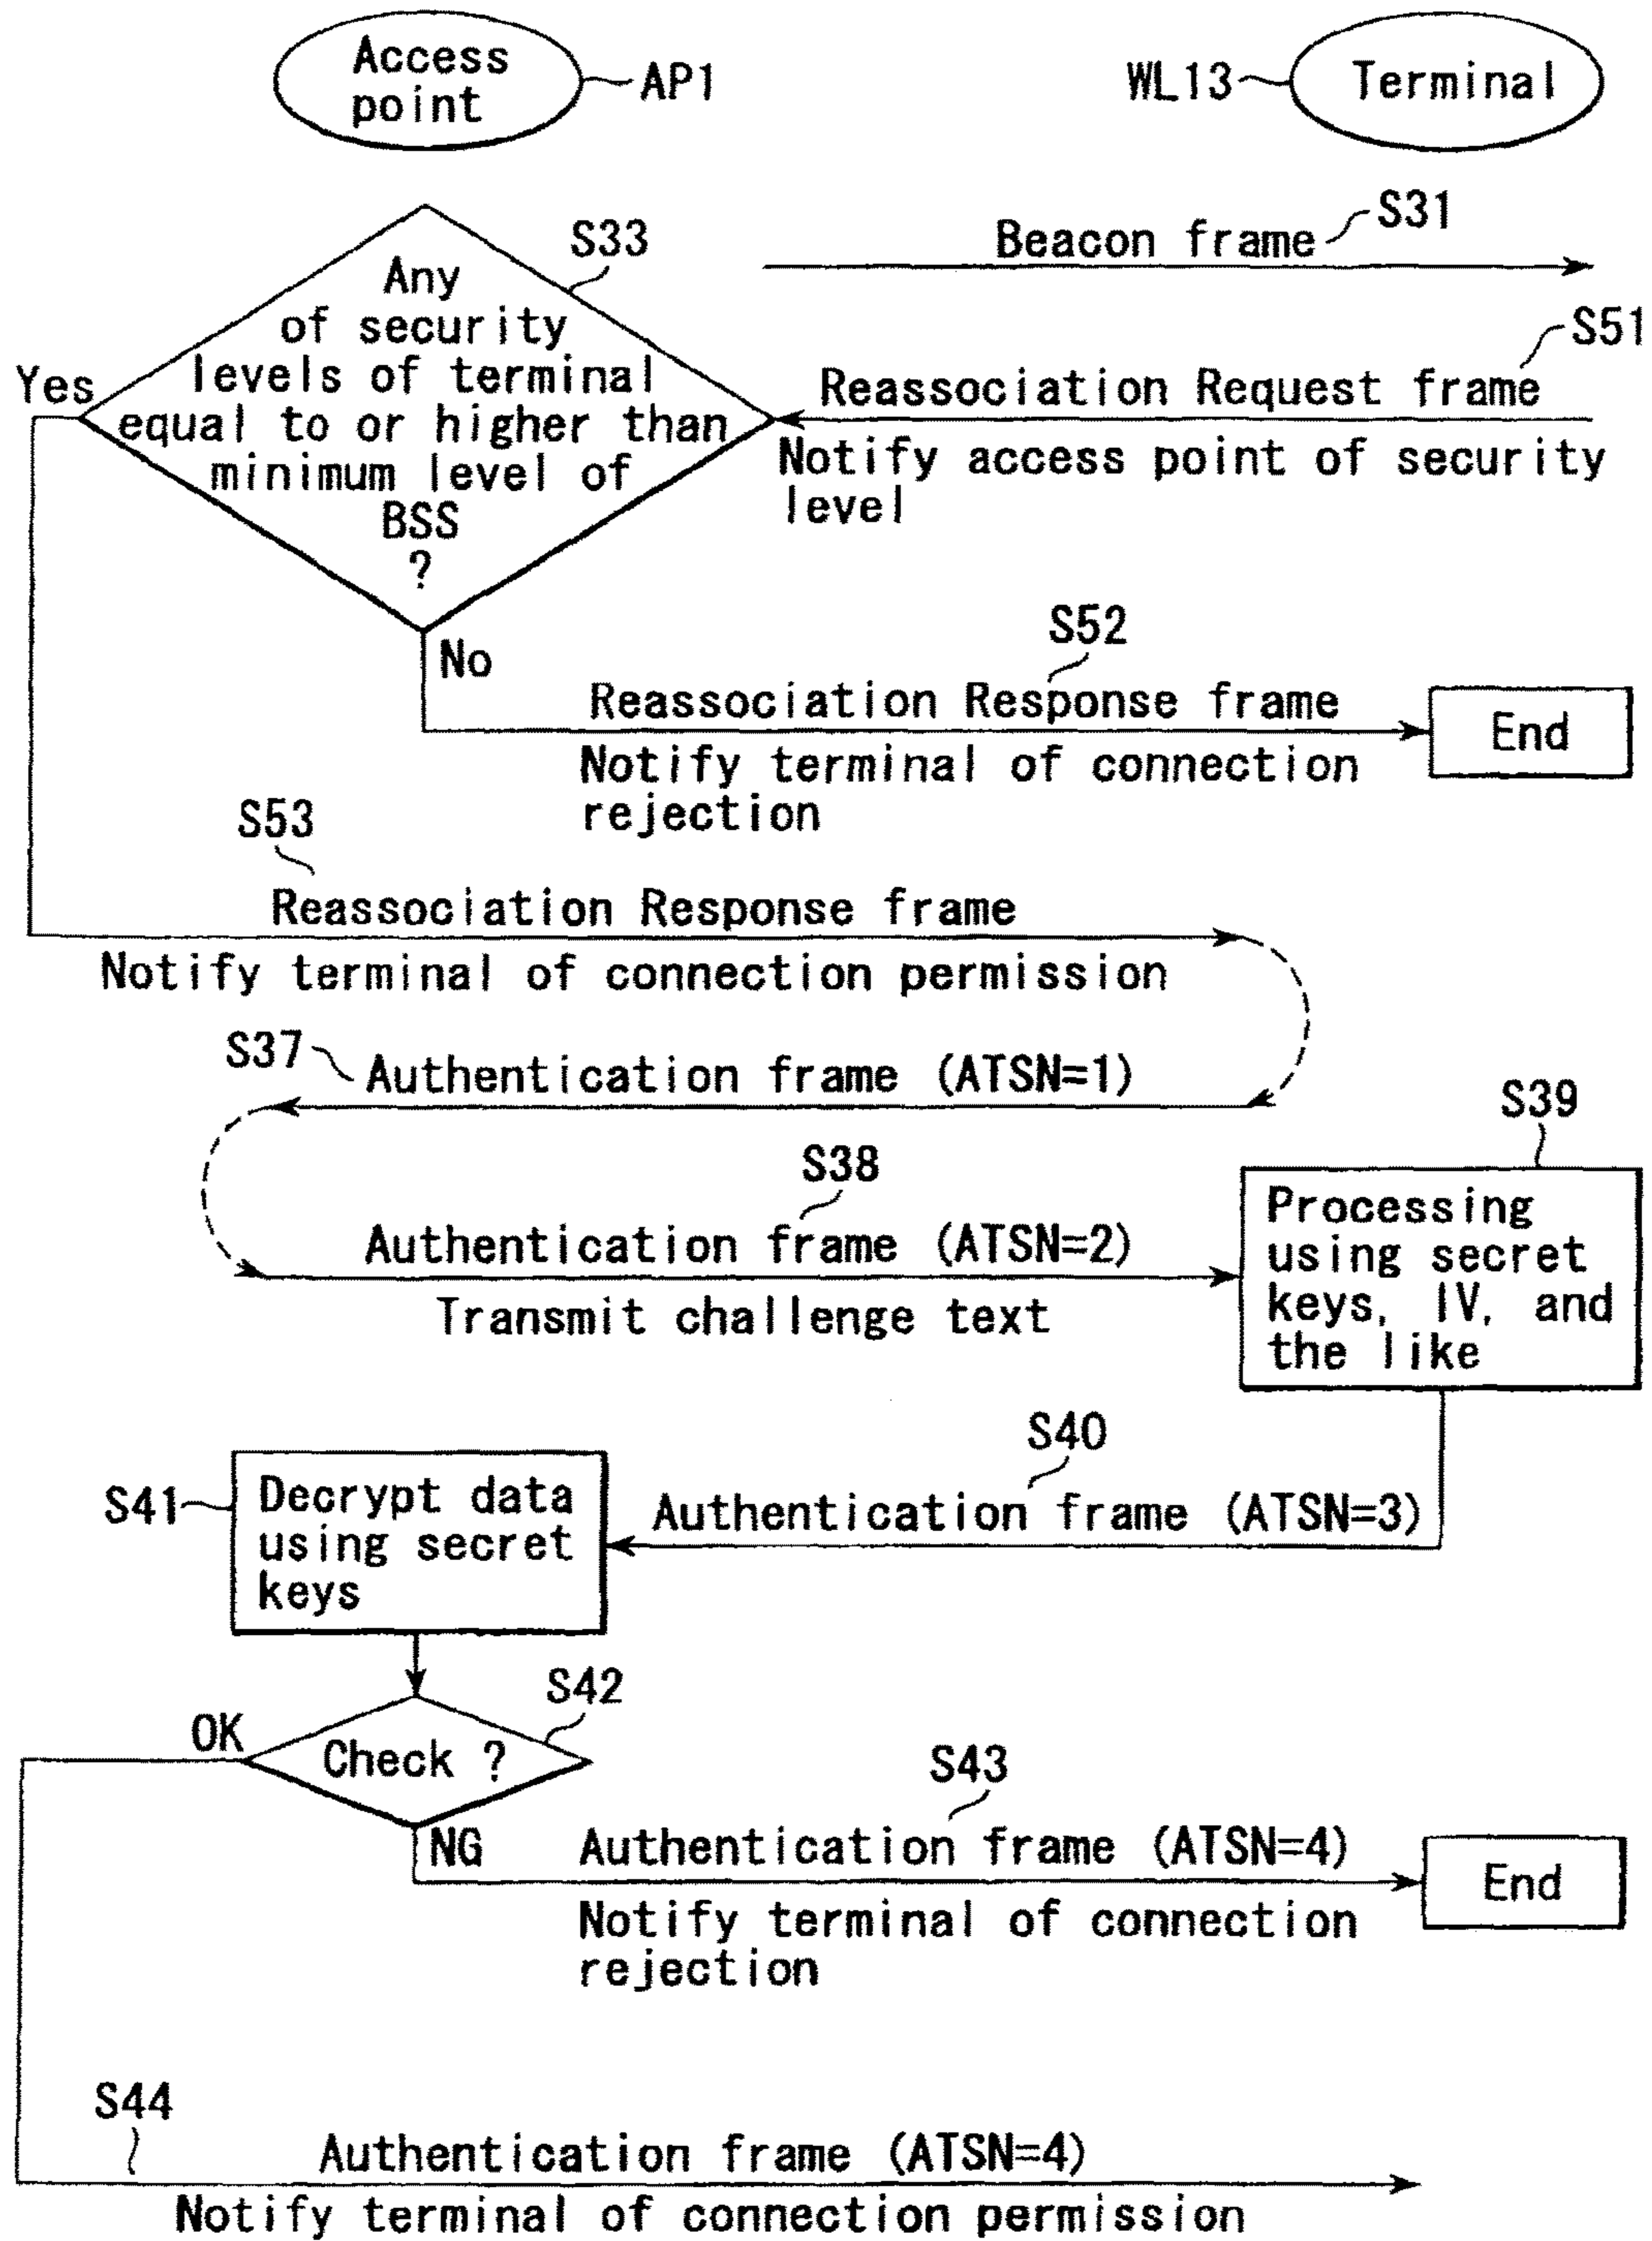 Access
point
AP1
WL13
Terminal
S31
Beacon frame
S33
Any
of security
levels of terminal
equal to or higher than
minimum level of
BSS
?
Yes
S51
Reassociation Request frame
Notify access point of security
level
No
S52
Reassociation Response frame
Notify terminal of connection
rejection
End
S53
Reassociation Response frame
Notify terminal of connection permission
S37
Authentication frame (ATSN=1)
S38
Authentication frame (ATSN=2)
Transmit challenge text
S39
Processing
using secret
keys, IV, and
the like
S40
Authentication frame (ATSN=3)
S41
Decrypt data
using secret
keys
S42
Check ?
OK
NG
S43
Authentication frame (ATSN=4)
Notify terminal of connection
rejection
End
S44
Authentication frame (ATSN=4)
Notify terminal of connection permission